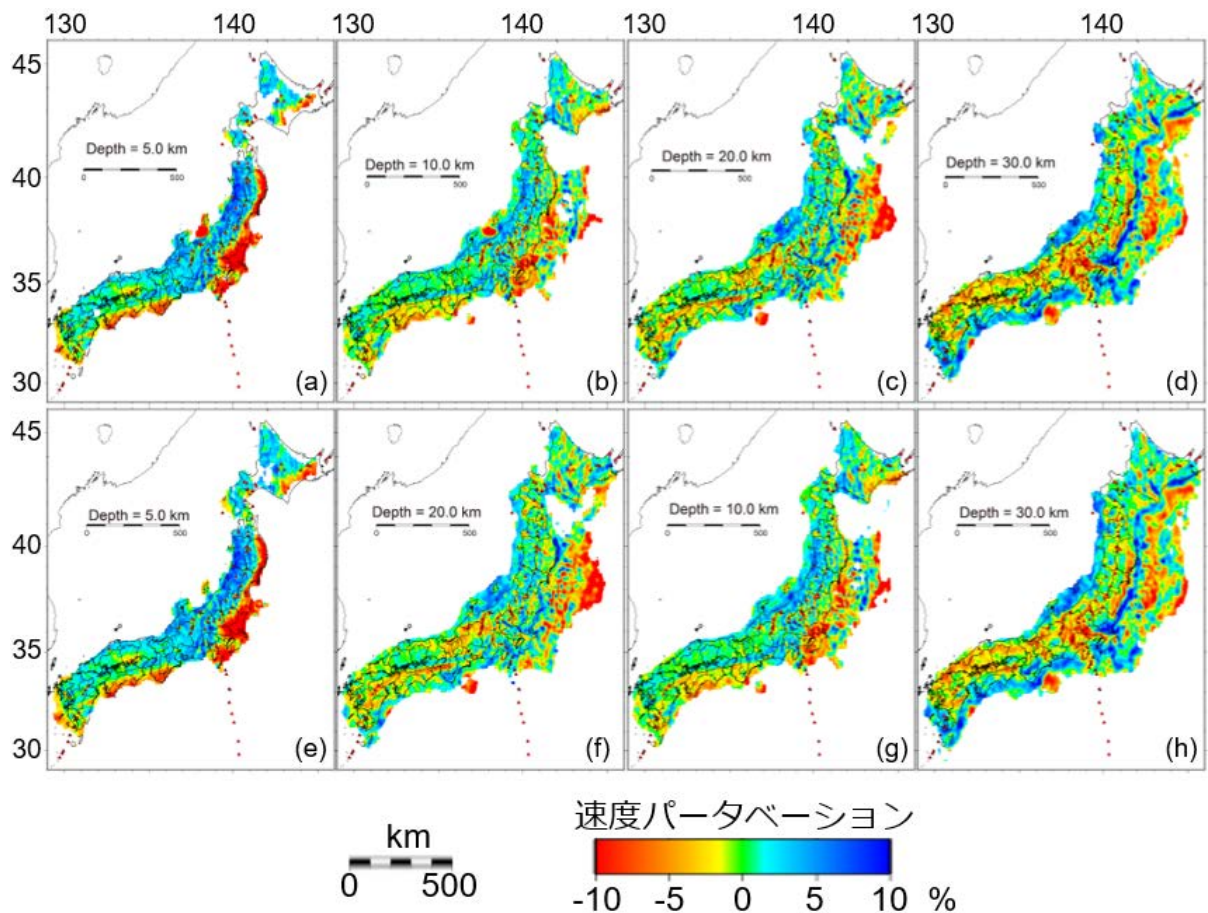 130 140 130 140 130 140 130 140
45
Depth = 5.0 km
0 500
Depth = 10.0 km
0 500
Depth = 20.0 km
0 500
Depth = 30.0 km
0 500
40
35
30
(a) (b) (c) (d)
45
Depth = 5.0 km
0 500
Depth = 20.0 km
0 500
Depth = 10.0 km
0 500
Depth = 30.0 km
0 500
40
35
30
(e) (f) (g) (h)
km
0 500
速度パータベーション
-10 -5 0 5 10 %